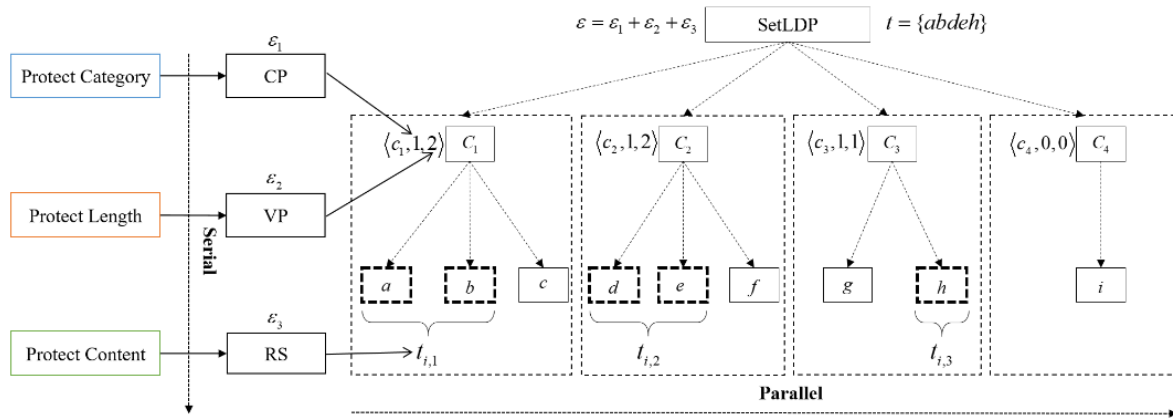 ε = ε₁ + ε₂ + ε₃
SetLDP
t = {abdeh}
ε₁
Protect Category
CP
⟨c₁,1,2⟩
C₁
⟨c₂,1,2⟩
C₂
⟨c₃,1,1⟩
C₃
⟨c₄,0,0⟩
C₄
ε₂
Protect Length
VP
Serial
a
b
c
d
e
f
g
h
i
ε₃
Protect Content
RS
tᵢ,₁
tᵢ,₂
tᵢ,₃
Parallel